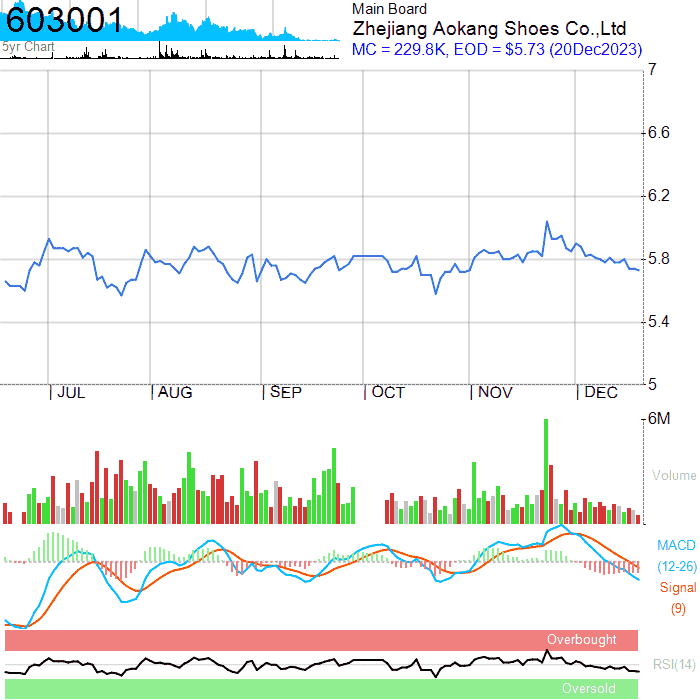 603001
5yr Chart
Main Board
Zhejiang Aokang Shoes Co.,Ltd
MC = 229.8K, EOD = $5.73 (20Dec2023)
7
6.6
6.2
5.8
5.4
5
JUL AUG SEP OCT NOV DEC
6M
Volume
MACD
(12-26)
Signal
(9)
Overbought
RSI(14)
Oversold